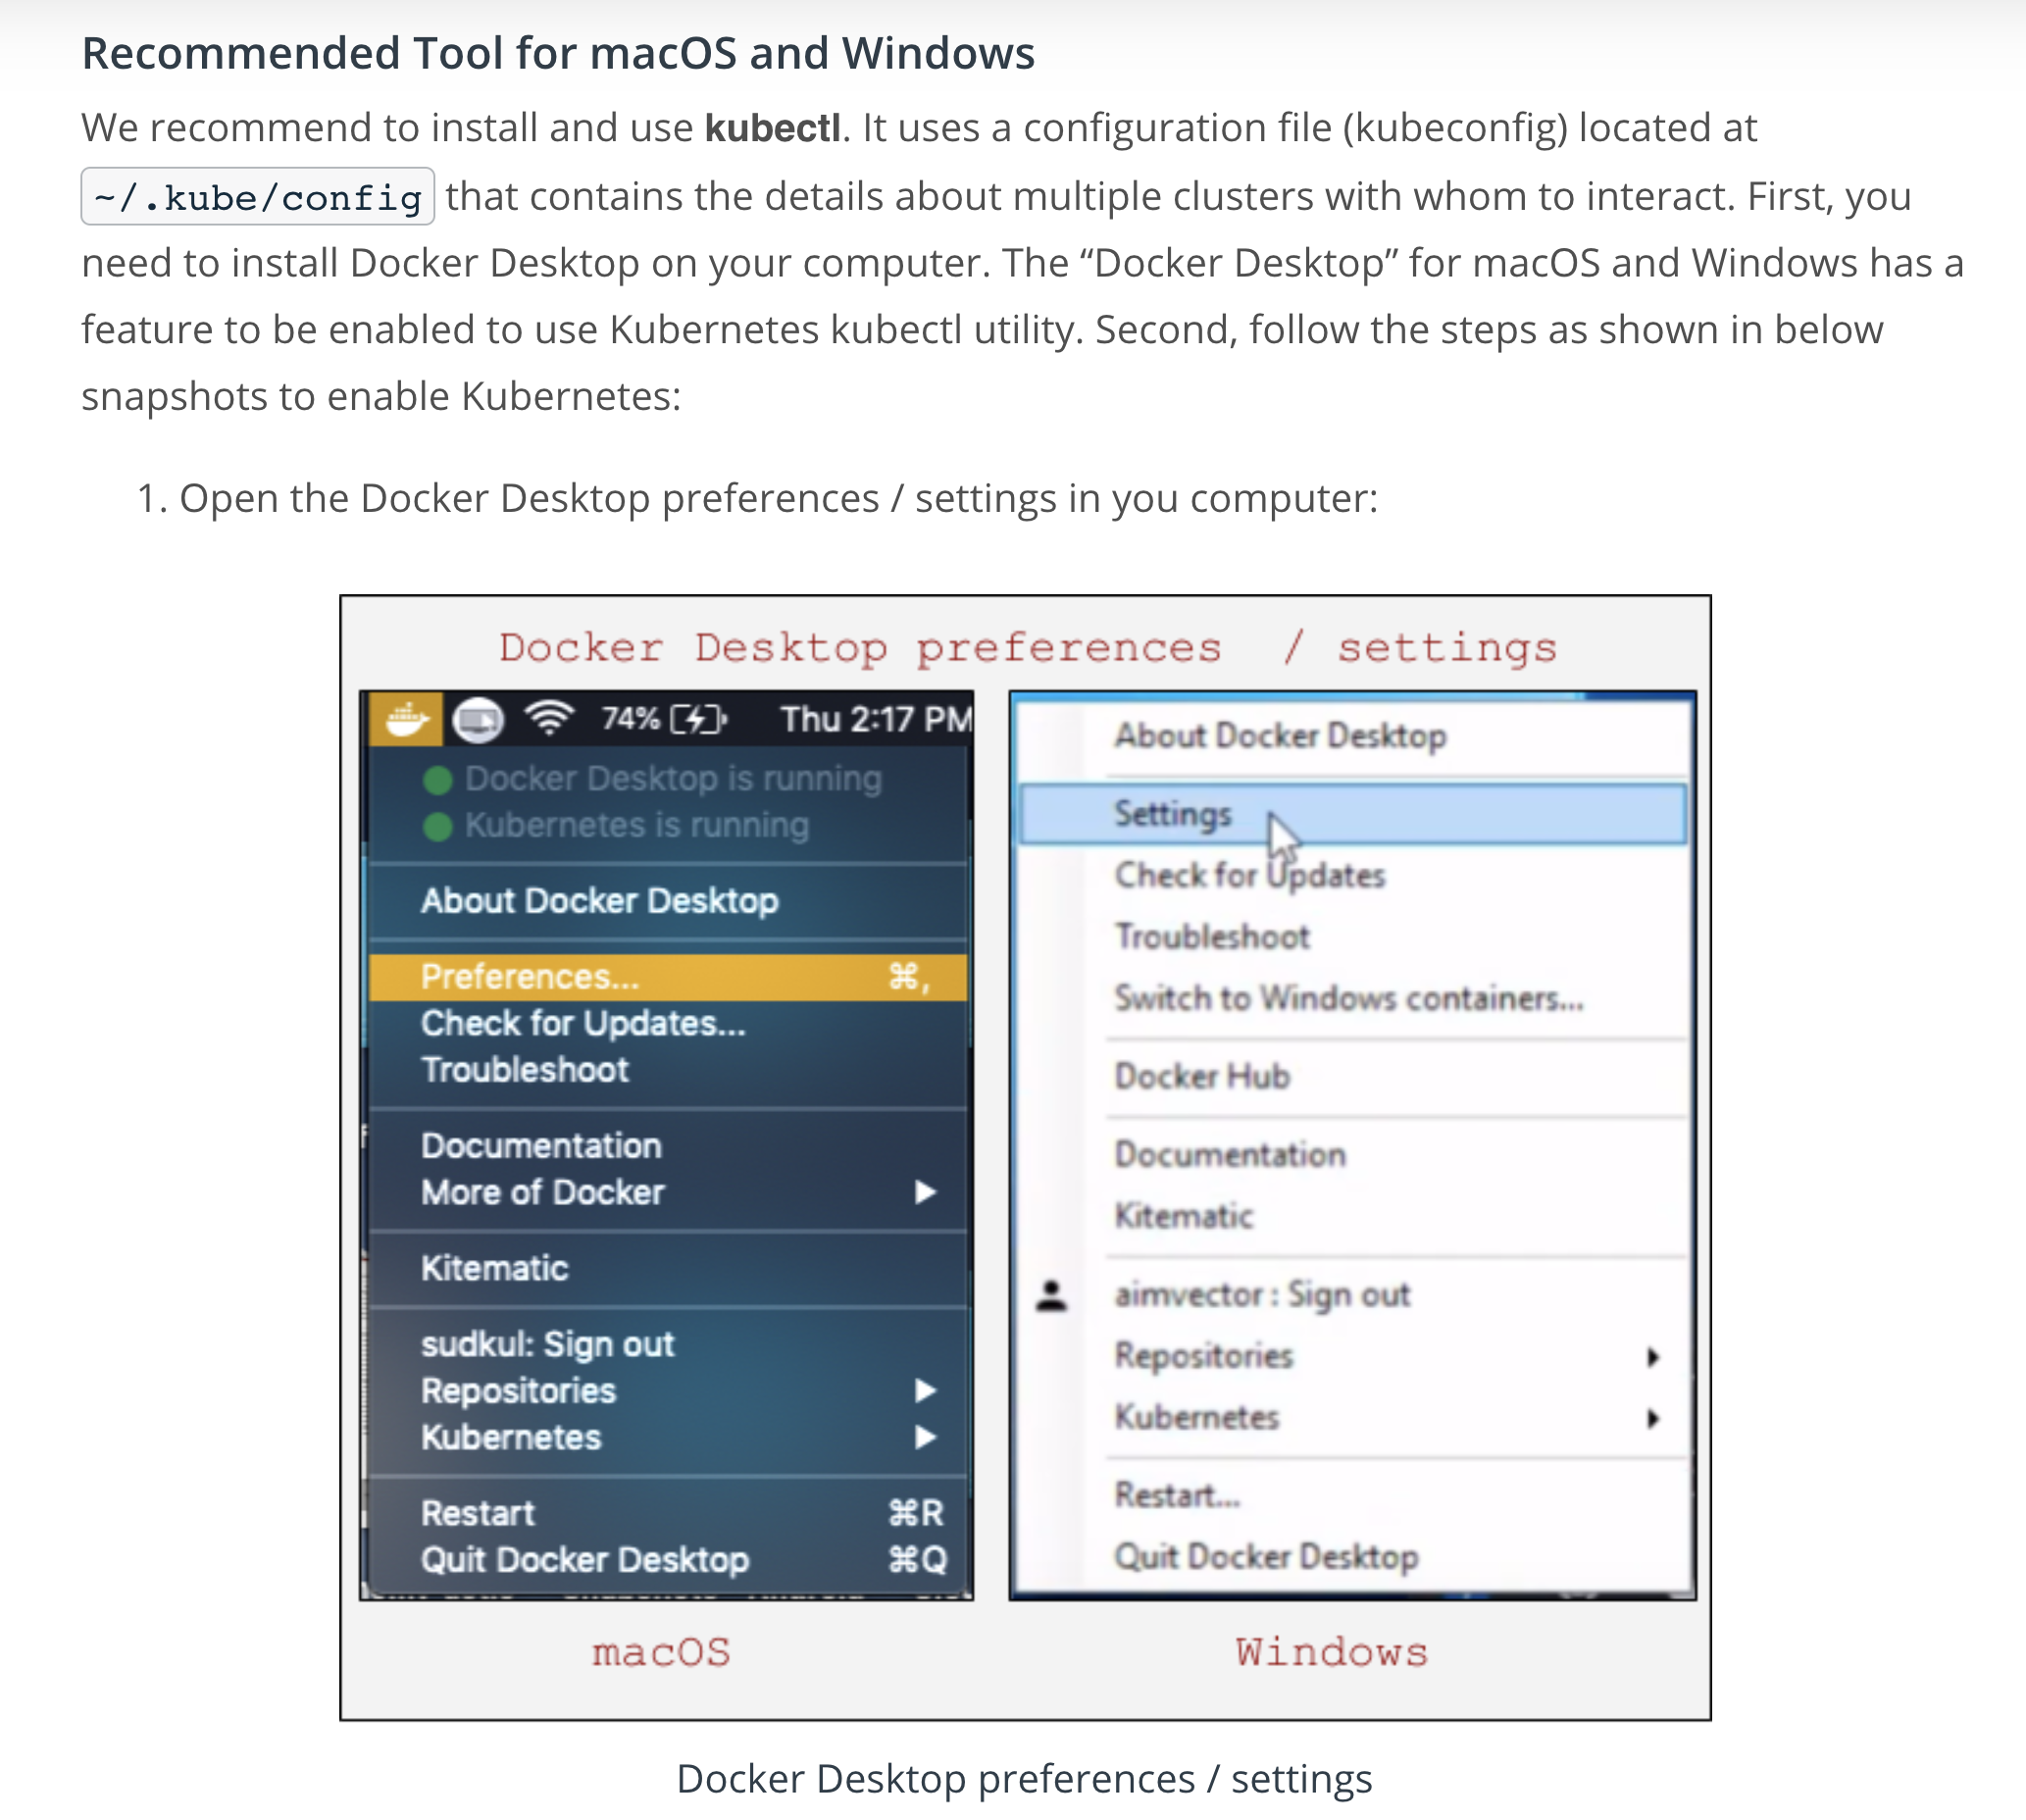 Recommended Tool for macOS and Windows
We recommend to install and use kubectl. It uses a configuration file (kubeconfig) located at
~/.kube/config that contains the details about multiple clusters with whom to interact. First, you
need to install Docker Desktop on your computer. The “Docker Desktop” for macOS and Windows has a
feature to be enabled to use Kubernetes kubectl utility. Second, follow the steps as shown in below
snapshots to enable Kubernetes:
1. Open the Docker Desktop preferences / settings in you computer:
Docker Desktop preferences / settings
74% Thu 2:17 PM
Docker Desktop is running
Kubernetes is running
About Docker Desktop
Preferences... ⌘,
Check for Updates...
Troubleshoot
Documentation
More of Docker
Kitematic
sudkul: Sign out
Repositories
Kubernetes
Restart ⌘R
Quit Docker Desktop ⌘Q
macOS
About Docker Desktop
Settings
Check for Updates
Troubleshoot
Switch to Windows containers...
Docker Hub
Documentation
Kitematic
aimvector : Sign out
Repositories
Kubernetes
Restart...
Quit Docker Desktop
Windows
Docker Desktop preferences / settings